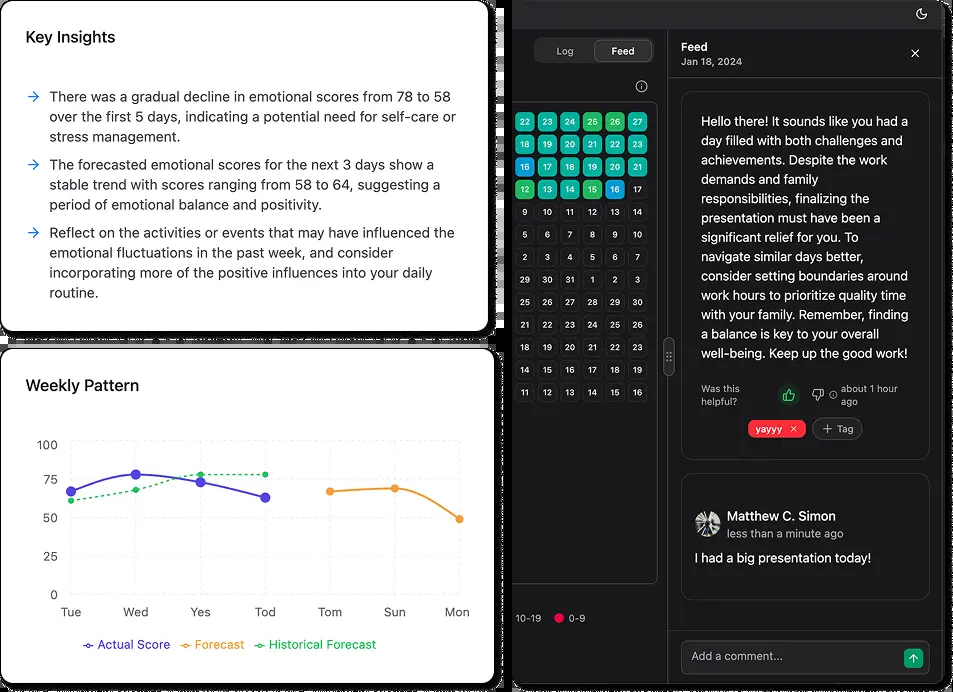 Key Insights
There was a gradual decline in emotional scores from 78 to 58
over the first 5 days, indicating a potential need for self-care or
stress management.
The forecasted emotional scores for the next 3 days show a
stable trend with scores ranging from 58 to 64, suggesting a
period of emotional balance and positivity.
Reflect on the activities or events that may have influenced the
emotional fluctuations in the past week, and consider
incorporating more of the positive influences into your daily
routine.
Weekly Pattern
100
75
50
25
0
Tue Wed Yes Tod Tom Sun Mon
Actual Score Forecast Historical Forecast
Log Feed
22 23 24 25 26 27
18 19 20 21 22 23
16 17 18 19 20 21
12 13 14 15 16 17
9 10 11 12 13 14
5 6 7 8 9 10
2 3 4 5 6 7
29 30 31 1 2 3
25 26 27 28 29 30
21 22 23 24 25 26
18 19 20 21 22 23
14 15 16 17 18 19
11 12 13 14 15 16
10-19 0-9
Feed
Jan 18, 2024
Hello there! It sounds like you had a
day filled with both challenges and
achievements. Despite the work
demands and family
responsibilities, finalizing the
presentation must have been a
significant relief for you. To
navigate similar days better,
consider setting boundaries around
work hours to prioritize quality time
with your family. Remember, finding
a balance is key to your overall
well-being. Keep up the good work!
Was this
helpful?
about 1 hour
ago
yayyy
Tag
Matthew C. Simon
less than a minute ago
I had a big presentation today!
Add a comment...